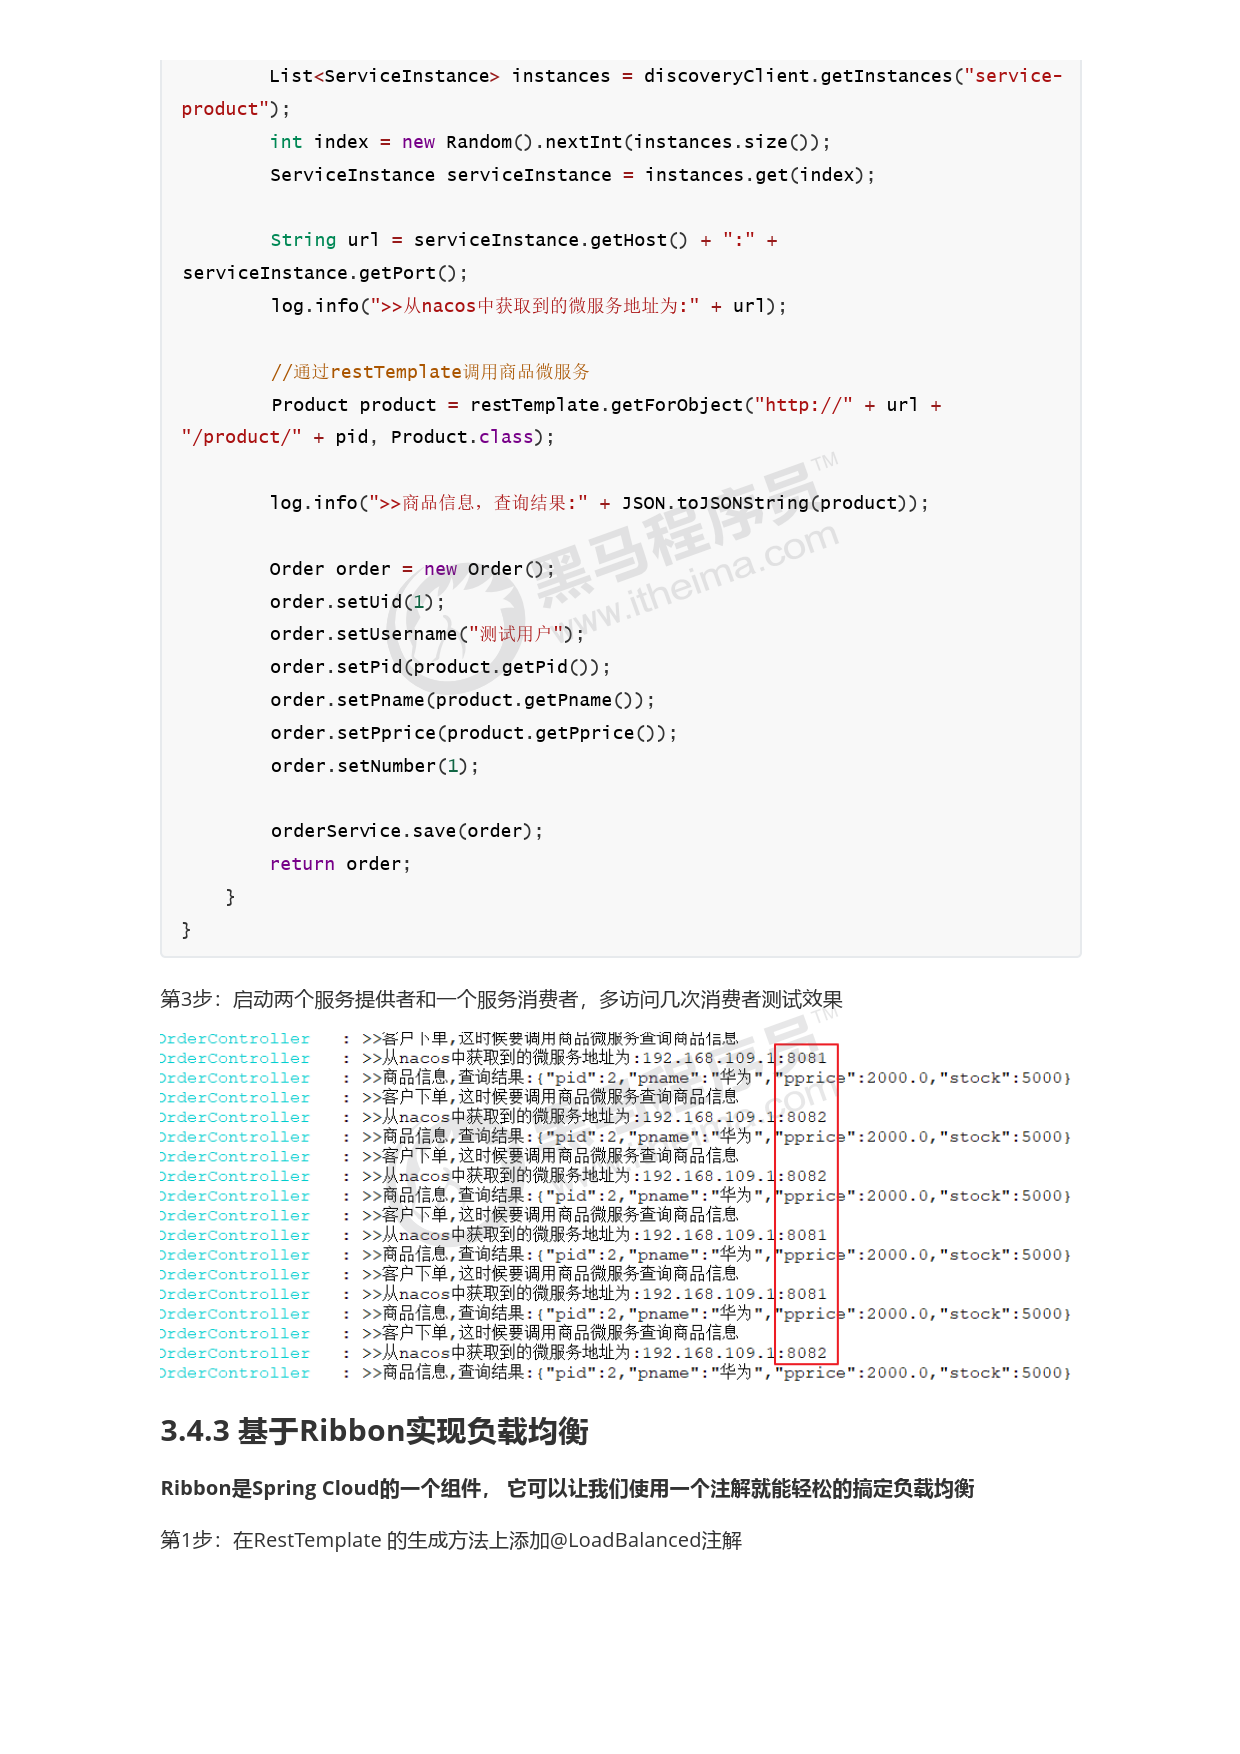 List<ServiceInstance> instances = discoveryClient.getInstances("service-
product");
int index = new Random().nextInt(instances.size());
ServiceInstance serviceInstance = instances.get(index);
String url = serviceInstance.getHost() + ":" +
serviceInstance.getPort();
log.info(">>从nacos中获取到的微服务地址为:" + url);
//通过restTemplate调用商品微服务
Product product = restTemplate.getForObject("http://" + url +
"/product/" + pid, Product.class);
log.info(">>商品信息，查询结果:" + JSON.toJSONString(product));
Order order = new Order();
order.setUid(1);
order.setUsername("测试用户");
order.setPid(product.getPid());
order.setPname(product.getPname());
order.setPprice(product.getPprice());
order.setNumber(1);
orderService.save(order);
return order;
}
}
黑马程序员™
www.itheima.com
第3步：启动两个服务提供者和一个服务消费者，多访问几次消费者测试效果
OrderController : >>客户下单,这时候要调用商品微服务查询商品信息
OrderController : >>从nacos中获取到的微服务地址为:192.168.109.1:8081
OrderController : >>商品信息,查询结果:{"pid":2,"pname":"华为","pprice":2000.0,"stock":5000}
OrderController : >>客户下单,这时候要调用商品微服务查询商品信息
OrderController : >>从nacos中获取到的微服务地址为:192.168.109.1:8082
OrderController : >>商品信息,查询结果:{"pid":2,"pname":"华为","pprice":2000.0,"stock":5000}
OrderController : >>客户下单,这时候要调用商品微服务查询商品信息
OrderController : >>从nacos中获取到的微服务地址为:192.168.109.1:8082
OrderController : >>商品信息,查询结果:{"pid":2,"pname":"华为","pprice":2000.0,"stock":5000}
OrderController : >>客户下单,这时候要调用商品微服务查询商品信息
OrderController : >>从nacos中获取到的微服务地址为:192.168.109.1:8081
OrderController : >>商品信息,查询结果:{"pid":2,"pname":"华为","pprice":2000.0,"stock":5000}
OrderController : >>客户下单,这时候要调用商品微服务查询商品信息
OrderController : >>从nacos中获取到的微服务地址为:192.168.109.1:8081
OrderController : >>商品信息,查询结果:{"pid":2,"pname":"华为","pprice":2000.0,"stock":5000}
OrderController : >>客户下单,这时候要调用商品微服务查询商品信息
OrderController : >>从nacos中获取到的微服务地址为:192.168.109.1:8082
OrderController : >>商品信息,查询结果:{"pid":2,"pname":"华为","pprice":2000.0,"stock":5000}
黑马程序员™
www.itheima.com
3.4.3 基于Ribbon实现负载均衡
Ribbon是Spring Cloud的一个组件， 它可以让我们使用一个注解就能轻松的搞定负载均衡
第1步：在RestTemplate 的生成方法上添加@LoadBalanced注解